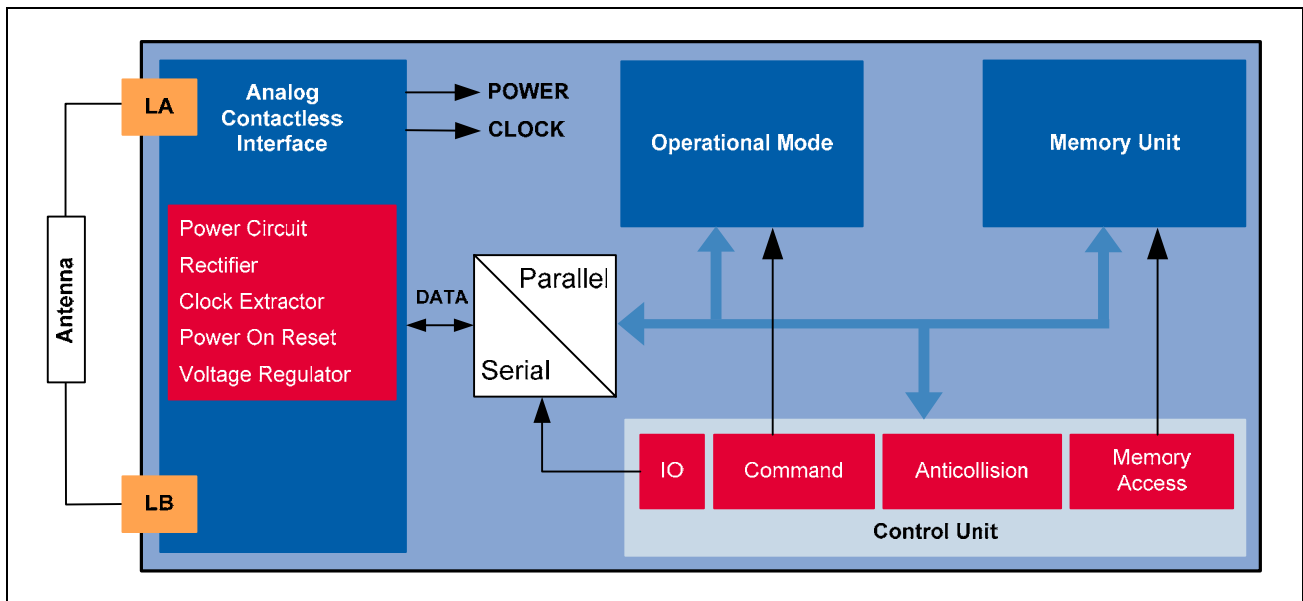 LA
Analog
Contactless
Interface
POWER
CLOCK
Operational Mode
Memory Unit
Power Circuit
Rectifier
Clock Extractor
Power On Reset
Voltage Regulator
Antenna
DATA
Parallel
Serial
LB
IO
Command
Anticollision
Memory
Access
Control Unit